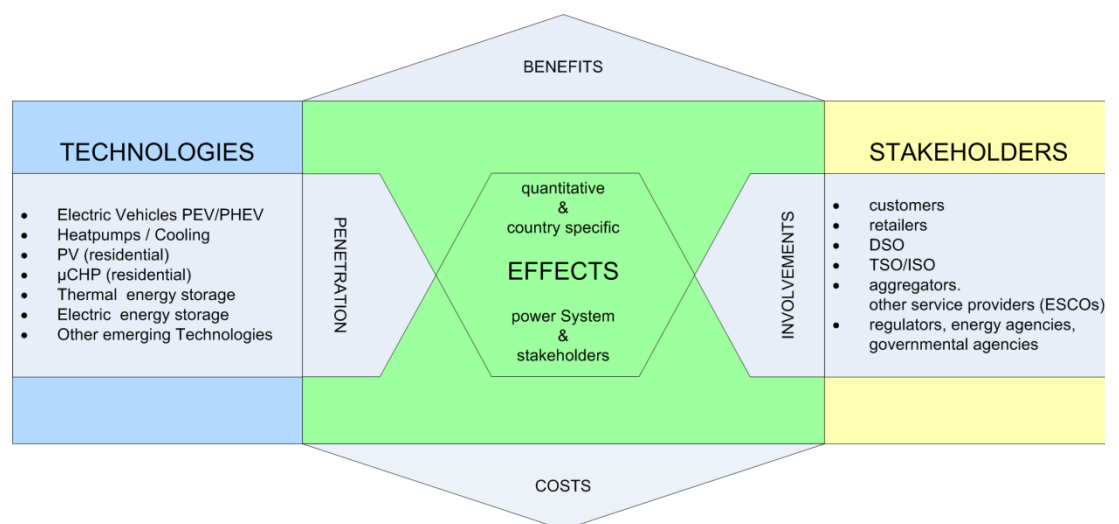 BENEFITS
TECHNOLOGIES
• Electric Vehicles PEV/PHEV
• Heatpumps / Cooling
• PV (residential)
• µCHP (residential)
• Thermal energy storage
• Electric energy storage
• Other emerging Technologies
PENETRATION
quantitative
&
country specific
EFFECTS
power System
&
stakeholders
INVOLVEMENTS
STAKEHOLDERS
• customers
• retailers
• DSO
• TSO/ISO
• aggregators.
other service providers (ESCOs)
• regulators, energy agencies,
governmental agencies
COSTS